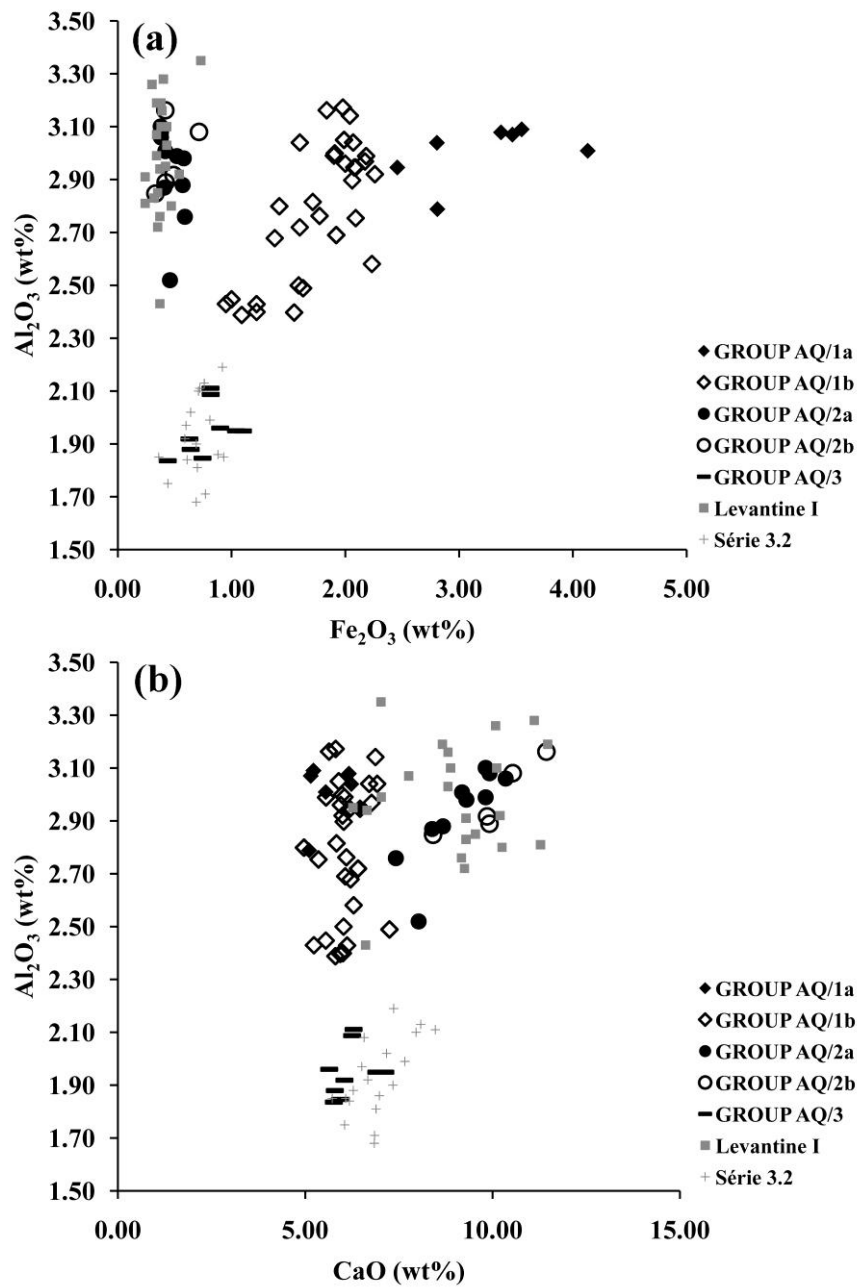 (a)
3.50
3.30
3.10
2.90
2.70
2.50
2.30
2.10
1.90
1.70
1.50
Al₂O₃ (wt%)
0.00 1.00 2.00 3.00 4.00 5.00
Fe₂O₃ (wt%)
GROUP AQ/1a
GROUP AQ/1b
GROUP AQ/2a
GROUP AQ/2b
GROUP AQ/3
Levantine I
Série 3.2
(b)
3.50
3.30
3.10
2.90
2.70
2.50
2.30
2.10
1.90
1.70
1.50
Al₂O₃ (wt%)
0.00 5.00 10.00 15.00
CaO (wt%)
GROUP AQ/1a
GROUP AQ/1b
GROUP AQ/2a
GROUP AQ/2b
GROUP AQ/3
Levantine I
Série 3.2